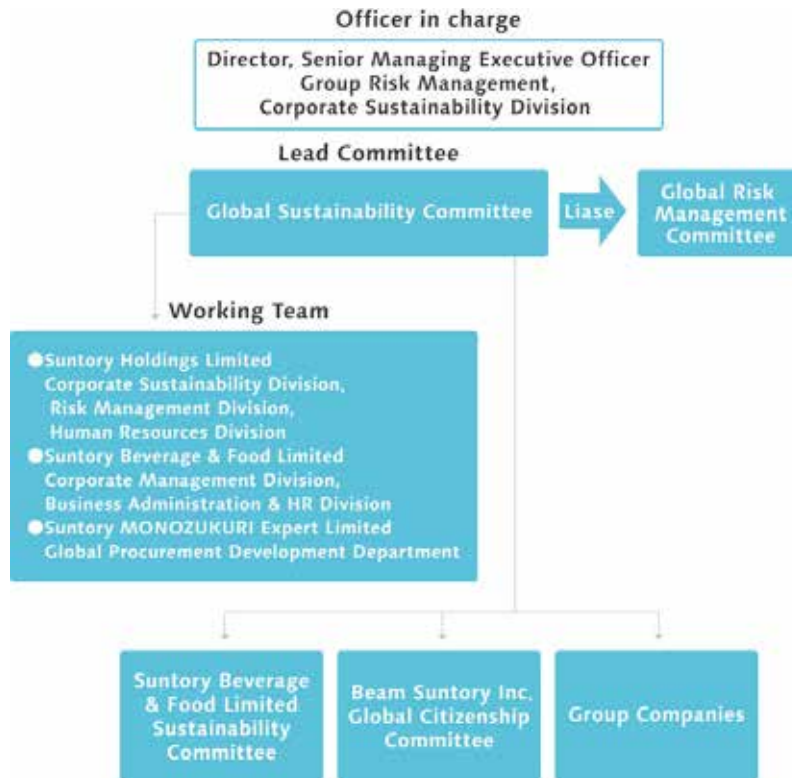 Officer in charge
Director, Senior Managing Executive Officer
Group Risk Management,
Corporate Sustainability Division
Lead Committee
Global Sustainability Committee
Liase
Global Risk
Management
Committee
Working Team
●Suntory Holdings Limited
Corporate Sustainability Division,
Risk Management Division,
Human Resources Division
●Suntory Beverage & Food Limited
Corporate Management Division,
Business Administration & HR Division
●Suntory MONOZUKURI Expert Limited
Global Procurement Development Department
Suntory Beverage
& Food Limited
Sustainability
Committee
Beam Suntory Inc.
Global Citizenship
Committee
Group Companies